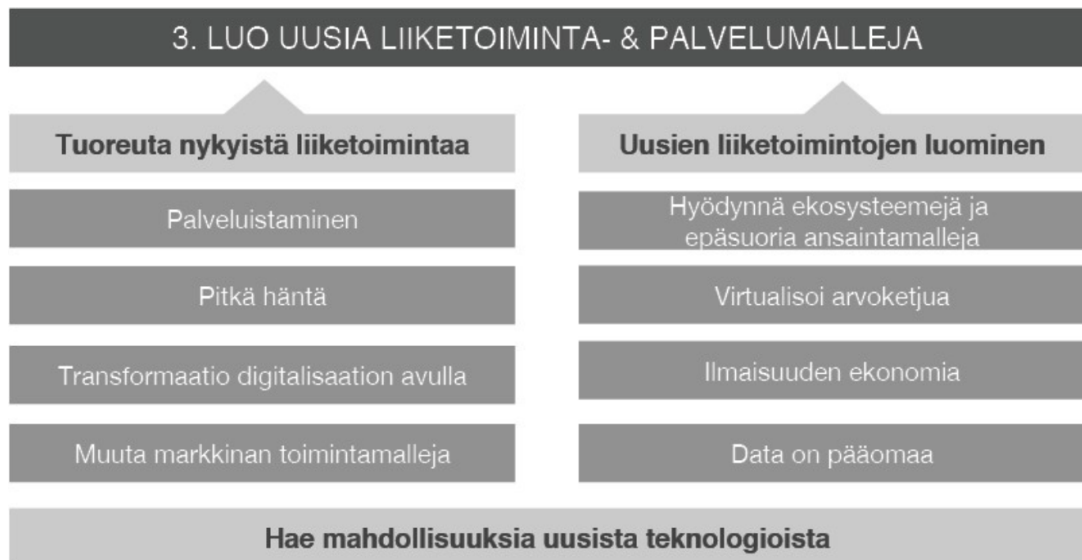 3. LUO UUSIA LIIKETOIMINTA- & PALVELUMALLEJA
Tuoreuta nykyistä liiketoimintaa
Palveluistaminen
Pitkä häntä
Transformaatio digitalisaation avulla
Muuta markkinan toimintamalleja
Uusien liiketoimintojen luominen
Hyödynnä ekosysteemejä ja
epäsuoria ansaintamalleja
Virtualisoi arvoketjua
Ilmaisuuden ekonomia
Data on pääomaa
Hae mahdollisuuksia uusista teknologioista